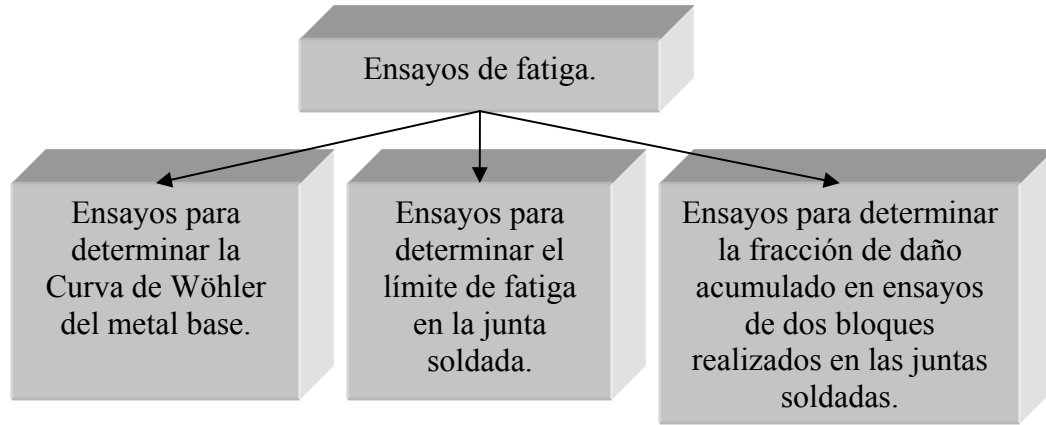 Ensayos de fatiga.
Ensayos para
determinar la
Curva de Wöhler
del metal base.
Ensayos para
determinar el
límite de fatiga
en la junta
soldada.
Ensayos para determinar
la fracción de daño
acumulado en ensayos
de dos bloques
realizados en las juntas
soldadas.